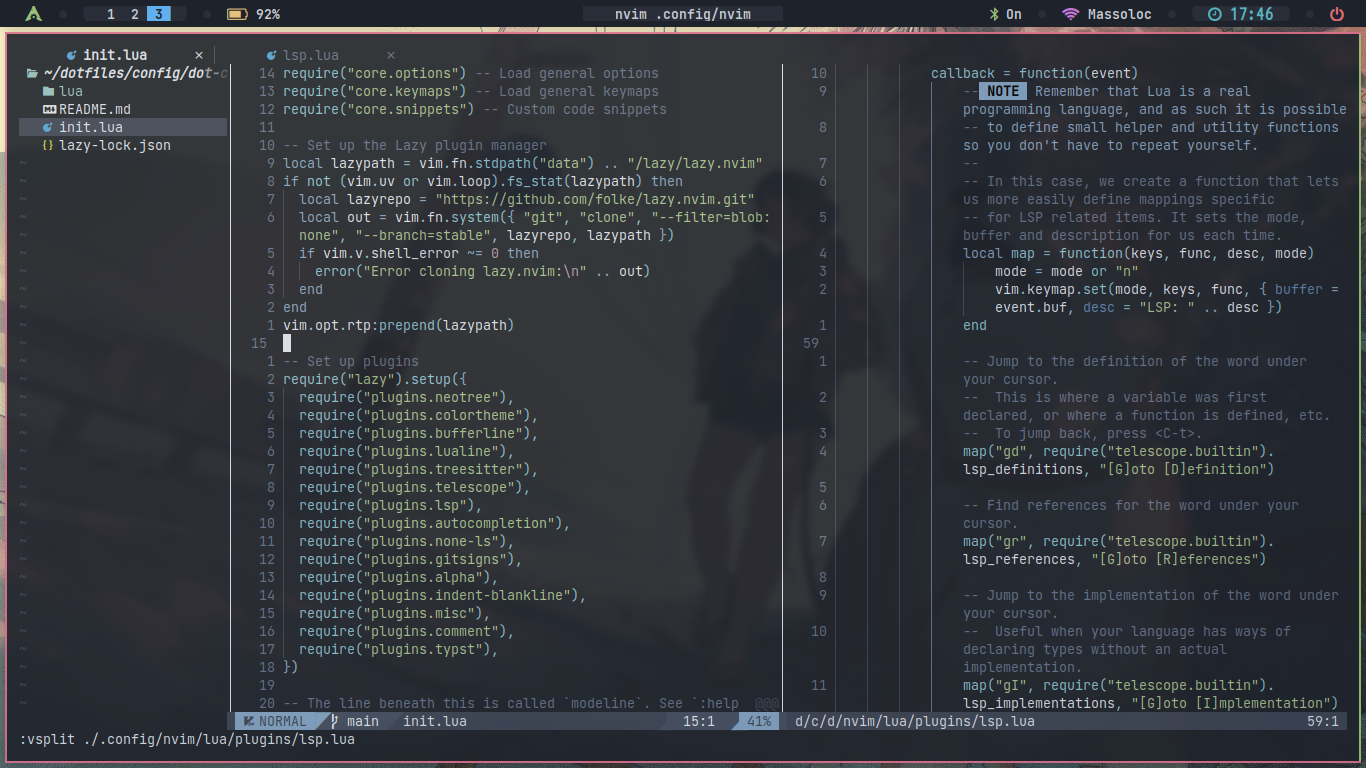 1 2 3 92% nvim .config/nvim On Massoloc 17:46
init.lua × lsp.lua ×
~/dotfiles/config/dot-c
lua
README.md
init.lua
{} lazy-lock.json
14 require("core.options") -- Load general options
13 require("core.keymaps") -- Load general keymaps
12 require("core.snippets") -- Custom code snippets
11
10 -- Set up the Lazy plugin manager
9 local lazypath = vim.fn.stdpath("data") .. "/lazy/lazy.nvim"
8 if not (vim.uv or vim.loop).fs_stat(lazypath) then
7 local lazyrepo = "https://github.com/folke/lazy.nvim.git"
6 local out = vim.fn.system({ "git", "clone", "--filter=blob:
none", "--branch=stable", lazyrepo, lazypath })
5 if vim.v.shell_error ~= 0 then
4 error("Error cloning lazy.nvim:\n" .. out)
3 end
2 end
1 vim.opt.rtp:prepend(lazypath)
15
1 -- Set up plugins
2 require("lazy").setup({
3 require("plugins.neotree"),
4 require("plugins.colortheme"),
5 require("plugins.bufferline"),
6 require("plugins.lualine"),
7 require("plugins.treesitter"),
8 require("plugins.telescope"),
9 require("plugins.lsp"),
10 require("plugins.autocompletion"),
11 require("plugins.none-ls"),
12 require("plugins.gitsigns"),
13 require("plugins.alpha"),
14 require("plugins.indent-blankline"),
15 require("plugins.misc"),
16 require("plugins.comment"),
17 require("plugins.typst"),
18 })
19
20 -- The line beneath this is called `modeline`. See `:help @@@
10 callback = function(event)
9 -- NOTE Remember that Lua is a real
programming language, and as such it is possible
8 -- to define small helper and utility functions
so you don't have to repeat yourself.
7 --
6 -- In this case, we create a function that lets
us more easily define mappings specific
5 -- for LSP related items. It sets the mode,
buffer and description for us each time.
4 local map = function(keys, func, desc, mode)
3 mode = mode or "n"
2 vim.keymap.set(mode, keys, func, { buffer =
event.buf, desc = "LSP: " .. desc })
1 end
59
1 -- Jump to the definition of the word under
your cursor.
2 -- This is where a variable was first
declared, or where a function is defined, etc.
3 -- To jump back, press <C-t>.
4 map("gd", require("telescope.builtin").
lsp_definitions, "[G]oto [D]efinition")
5
6 -- Find references for the word under your
cursor.
7 map("gr", require("telescope.builtin").
lsp_references, "[G]oto [R]eferences")
8
9 -- Jump to the implementation of the word under
your cursor.
10 -- Useful when your language has ways of
declaring types without an actual
implementation.
11 map("gI", require("telescope.builtin").
lsp_implementations, "[G]oto [I]mplementation")
NORMAL main init.lua 15:1 41% d/c/d/nvim/lua/plugins/lsp.lua 59:1
:vsplit ./.config/nvim/lua/plugins/lsp.lua